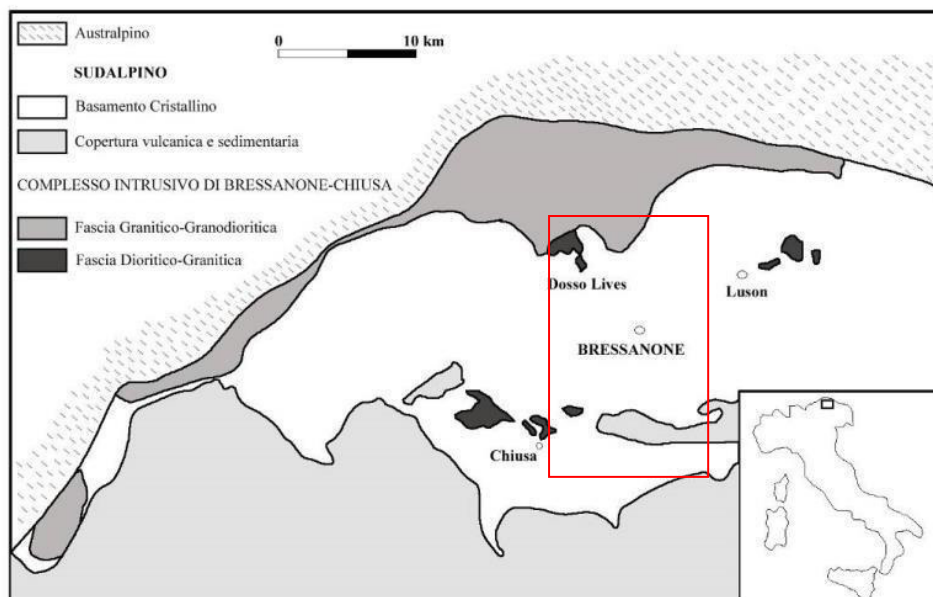 Australpino
0 10 km
SUDALPINO
Basamento Cristallino
Copertura vulcanica e sedimentaria
COMPLESSO INTRUSIVO DI BRESSANONE-CHIUSA
Fascia Granitico-Granodioritica
Fascia Dioritico-Granitica
Dosso Lives
Luson
BRESSANONE
Chiusa